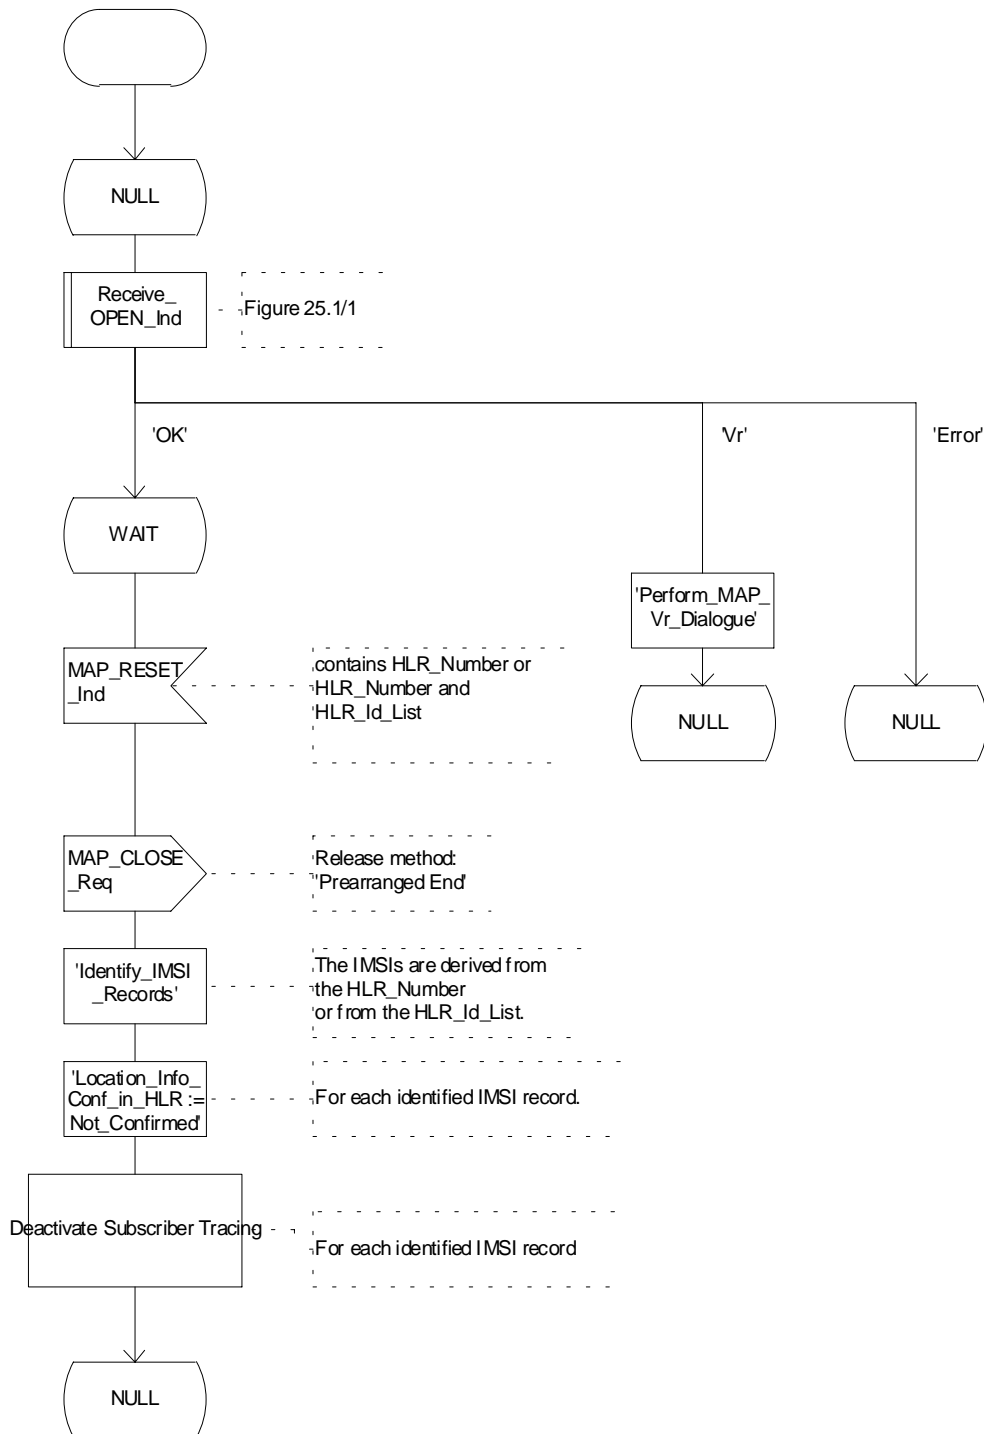 NULL
Receive_
OPEN_Ind
Figure 25.1/1
'OK'
'Vr'
'Error'
WAIT
'Perform_MAP_
Vr_Dialogue'
MAP_RESET
_Ind
contains HLR_Number or
HLR_Number and
HLR_Id_List
NULL
NULL
MAP_CLOSE
_Req
Release method:
'Prearranged End'
'Identify_IMSI
_Records'
The IMSIs are derived from
the HLR_Number
or from the HLR_Id_List.
'Location_Info_
Conf_in_HLR :=
Not_Confirmed'
For each identified IMSI record.
Deactivate Subscriber Tracing
For each identified IMSI record
NULL